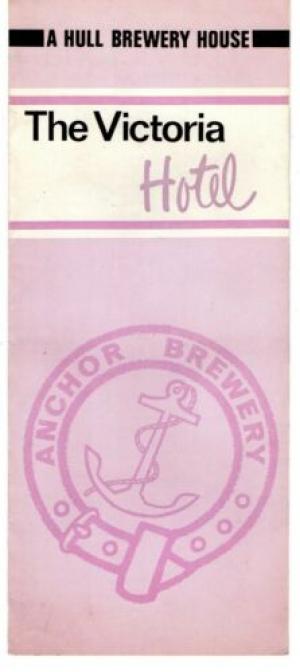 A HULL BREWERY HOUSE
The Victoria
Hotel
ANCHOR BREWERY